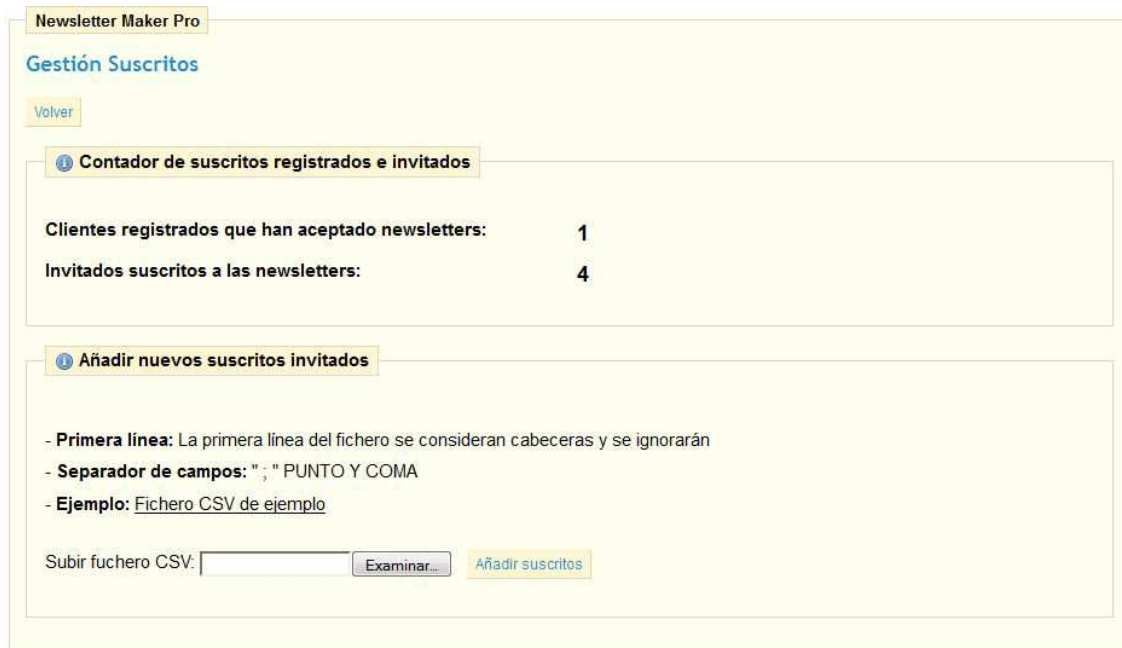 Newsletter Maker Pro
Gestión Suscritos
Volver
Contador de suscritos registrados e invitados
Clientes registrados que han aceptado newsletters: 1
Invitados suscritos a las newsletters: 4
Añadir nuevos suscritos invitados
- Primera línea: La primera línea del fichero se consideran cabeceras y se ignorarán
- Separador de campos: " ; " PUNTO Y COMA
- Ejemplo: Fichero CSV de ejemplo
Subir fuchero CSV: Examinar... Añadir suscritos